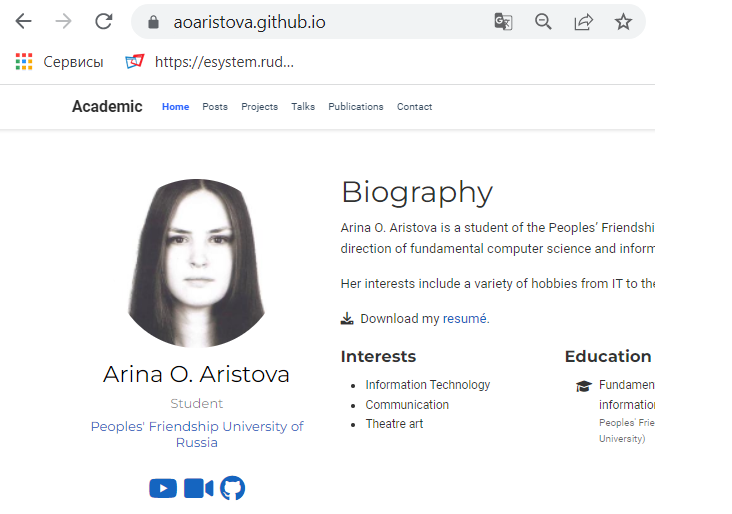 aoaristova.github.io
Сервисы https://esystem.rud...
Academic Home Posts Projects Talks Publications Contact
Biography
Arina O. Aristova is a student of the Peoples' Friendshi
direction of fundamental computer science and inform
Her interests include a variety of hobbies from IT to the
Download my resumé.
Interests
Information Technology
Communication
Theatre art
Education
Fundamen
informatio
Peoples' Frie
University)
Arina O. Aristova
Student
Peoples' Friendship University of
Russia